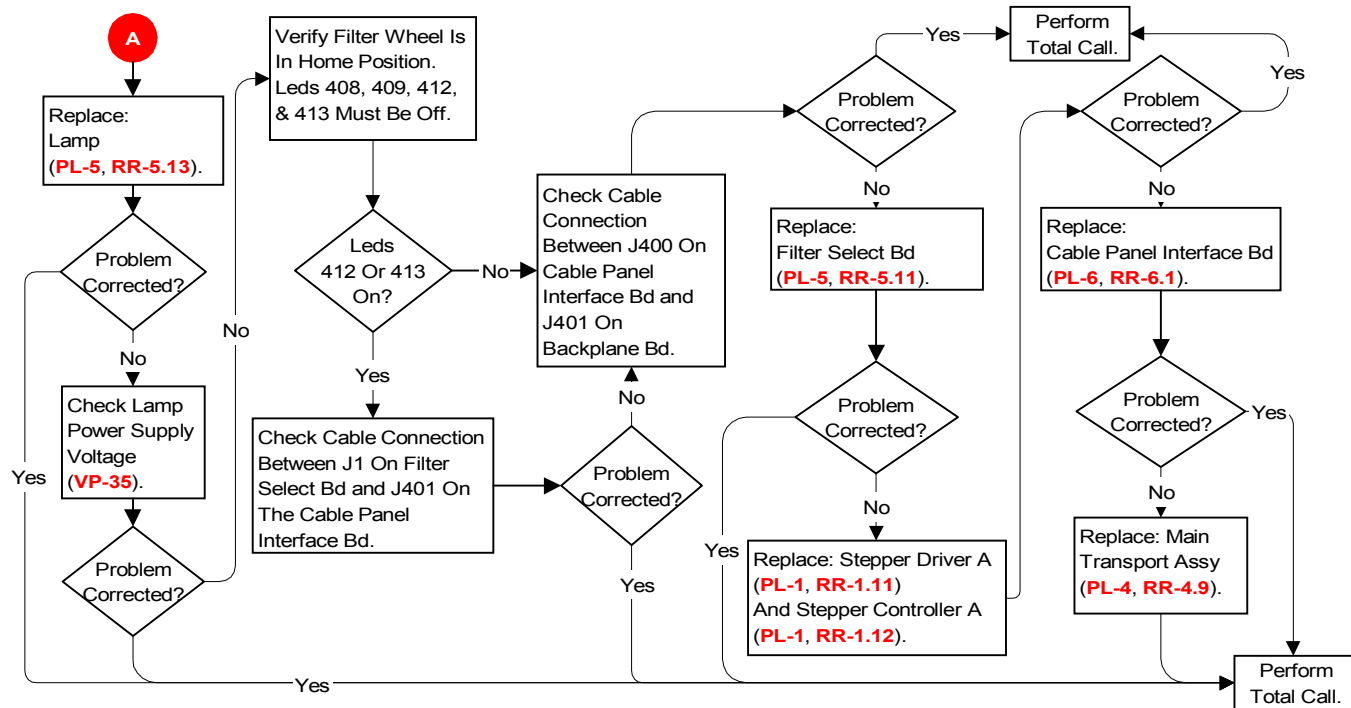 A
Replace:
Lamp
(PL-5, RR-5.13).
Problem
Corrected?
No
Yes
Check Lamp
Power Supply
Voltage
(VP-35).
Problem
Corrected?
No
Yes
Verify Filter Wheel Is
In Home Position.
Leds 408, 409, 412,
& 413 Must Be Off.
Leds
412 Or 413
On?
No
Yes
Check Cable Connection
Between J1 On Filter
Select Bd and J401 On
The Cable Panel
Interface Bd.
Problem
Corrected?
No
Yes
Check Cable
Connection
Between J400 On
Cable Panel
Interface Bd and
J401 On
Backplane Bd.
Problem
Corrected?
Yes
No
Perform
Total Call.
Replace:
Filter Select Bd
(PL-5, RR-5.11).
Problem
Corrected?
Yes
No
Replace: Stepper Driver A
(PL-1, RR-1.11)
And Stepper Controller A
(PL-1, RR-1.12).
Problem
Corrected?
Yes
No
Replace:
Cable Panel Interface Bd
(PL-6, RR-6.1).
Problem
Corrected?
Yes
No
Replace: Main
Transport Assy
(PL-4, RR-4.9).
Perform
Total Call.